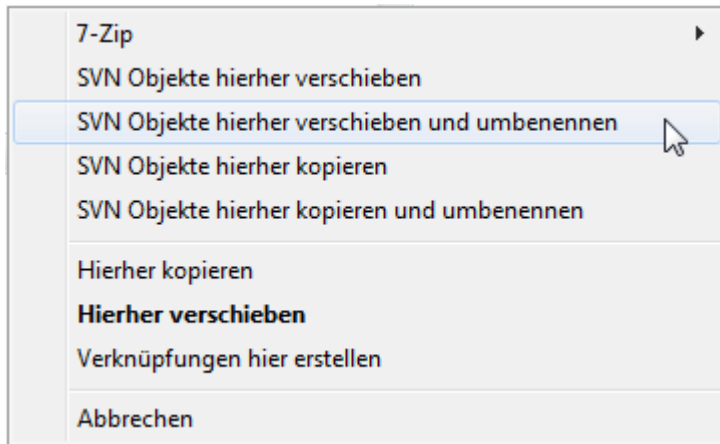 7-Zip
SVN Objekte hierher verschieben
SVN Objekte hierher verschieben und umbenennen
SVN Objekte hierher kopieren
SVN Objekte hierher kopieren und umbenennen
Hierher kopieren
Hierher verschieben
Verknüpfungen hier erstellen
Abbrechen